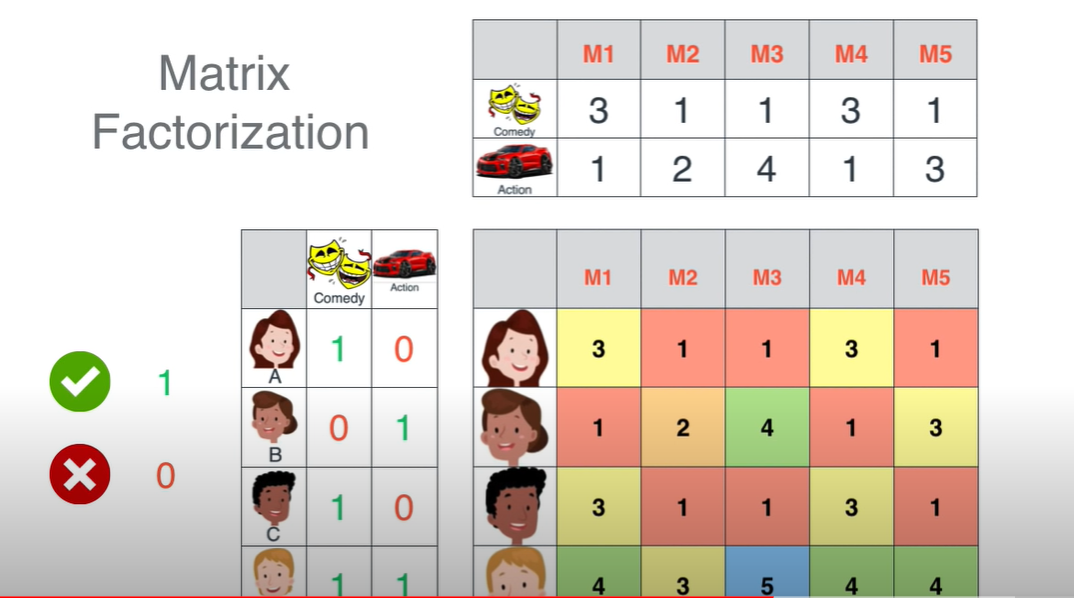 Matrix
Factorization
M1 M2 M3 M4 M5
Comedy 3 1 1 3 1
Action 1 2 4 1 3
Comedy Action
A 1 0
B 0 1
C 1 0
1 1
1
0
M1 M2 M3 M4 M5
3 1 1 3 1
1 2 4 1 3
3 1 1 3 1
4 3 5 4 4